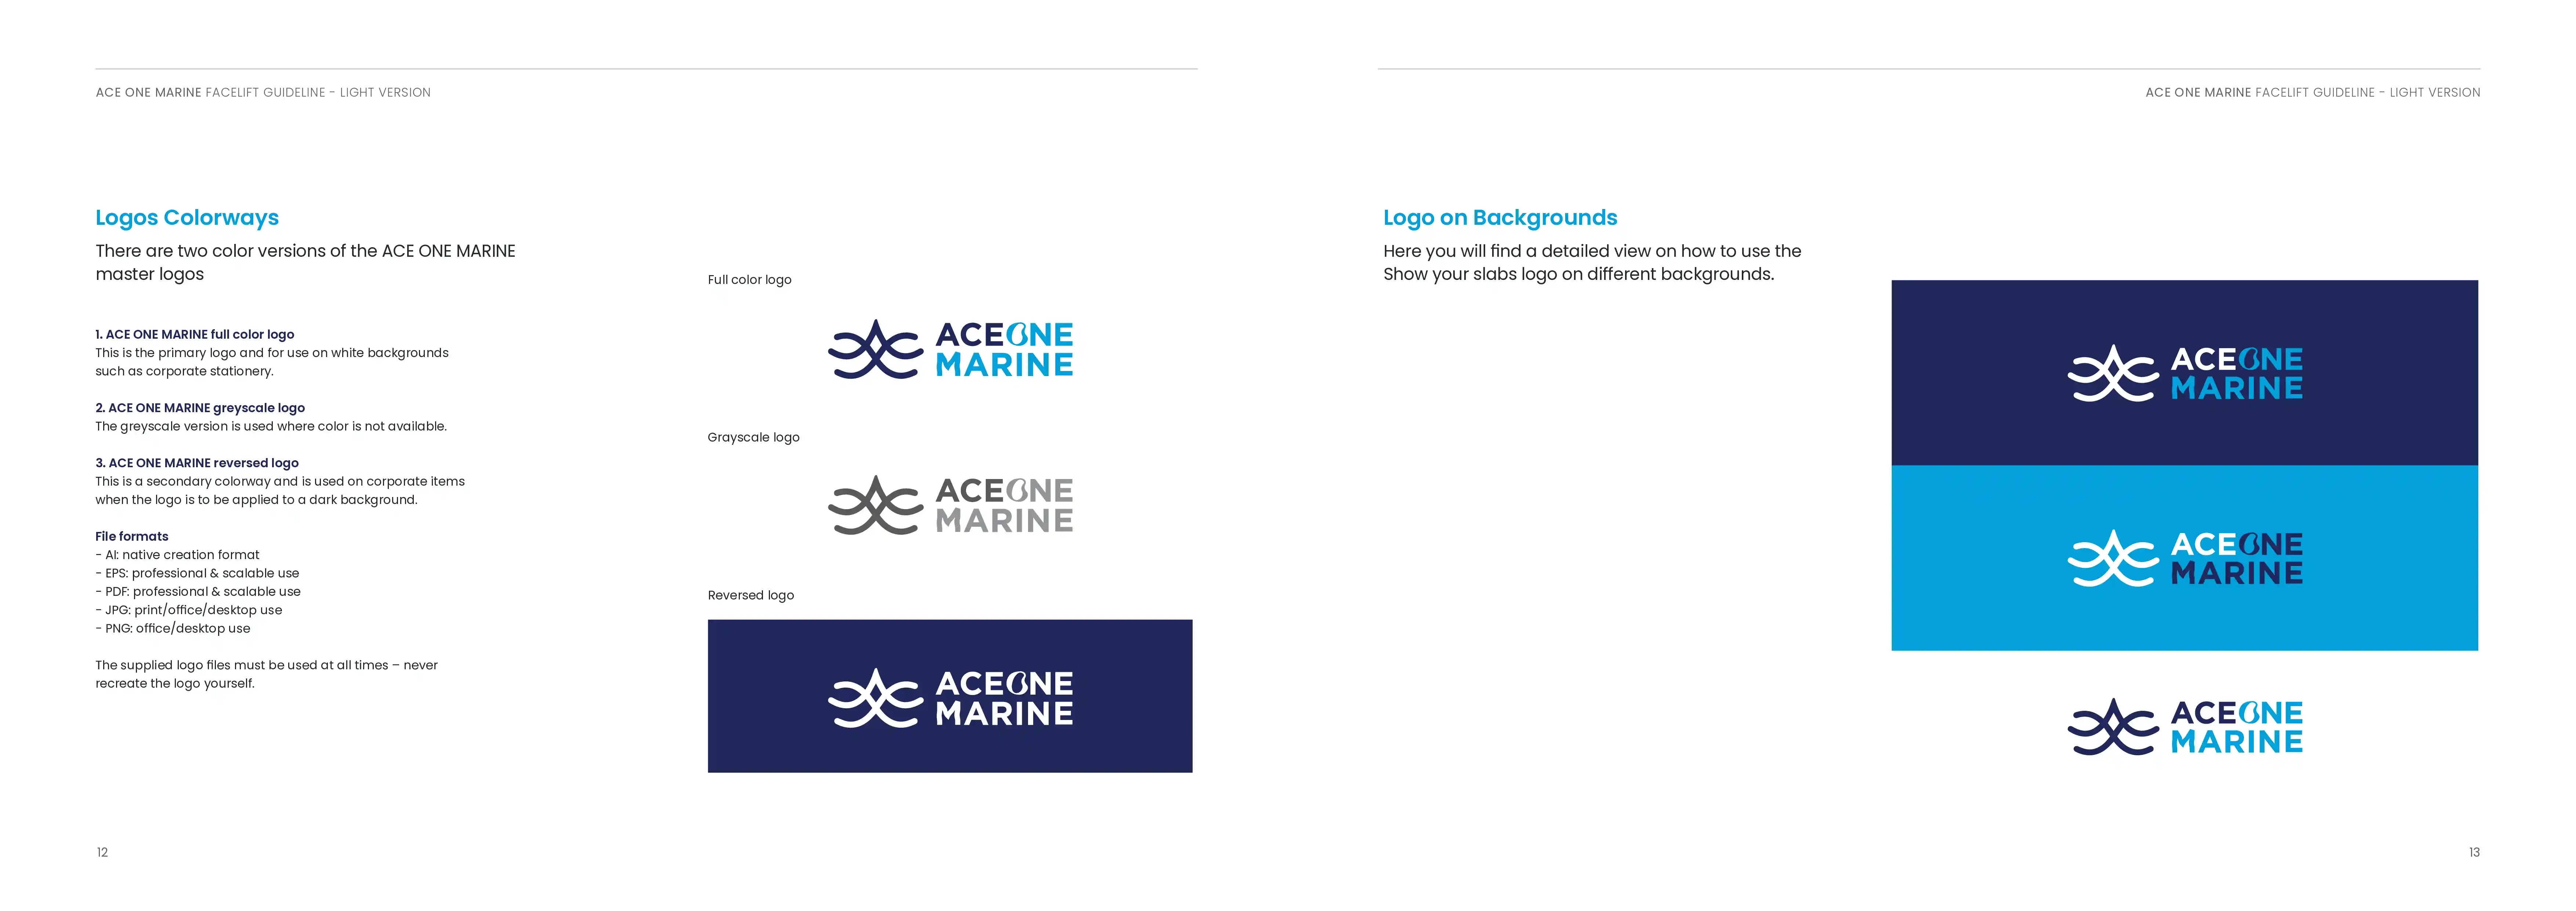 ACE ONE MARINE FACELIFT GUIDELINE - LIGHT VERSION
Logos Colorways
There are two color versions of the ACE ONE MARINE
master logos
1. ACE ONE MARINE full color logo
This is the primary logo and for use on white backgrounds
such as corporate stationery.
2. ACE ONE MARINE greyscale logo
The greyscale version is used where color is not available.
3. ACE ONE MARINE reversed logo
This is a secondary colorway and is used on corporate items
when the logo is to be applied to a dark background.
File formats
- AI: native creation format
- EPS: professional & scalable use
- PDF: professional & scalable use
- JPG: print/office/desktop use
- PNG: office/desktop use
The supplied logo files must be used at all times – never
recreate the logo yourself.
Full color logo
ACEONE
MARINE
Grayscale logo
ACEONE
MARINE
Reversed logo
ACEONE
MARINE
12
ACE ONE MARINE FACELIFT GUIDELINE - LIGHT VERSION
Logo on Backgrounds
Here you will find a detailed view on how to use the
Show your slabs logo on different backgrounds.
ACEONE
MARINE
ACEONE
MARINE
ACEONE
MARINE
13